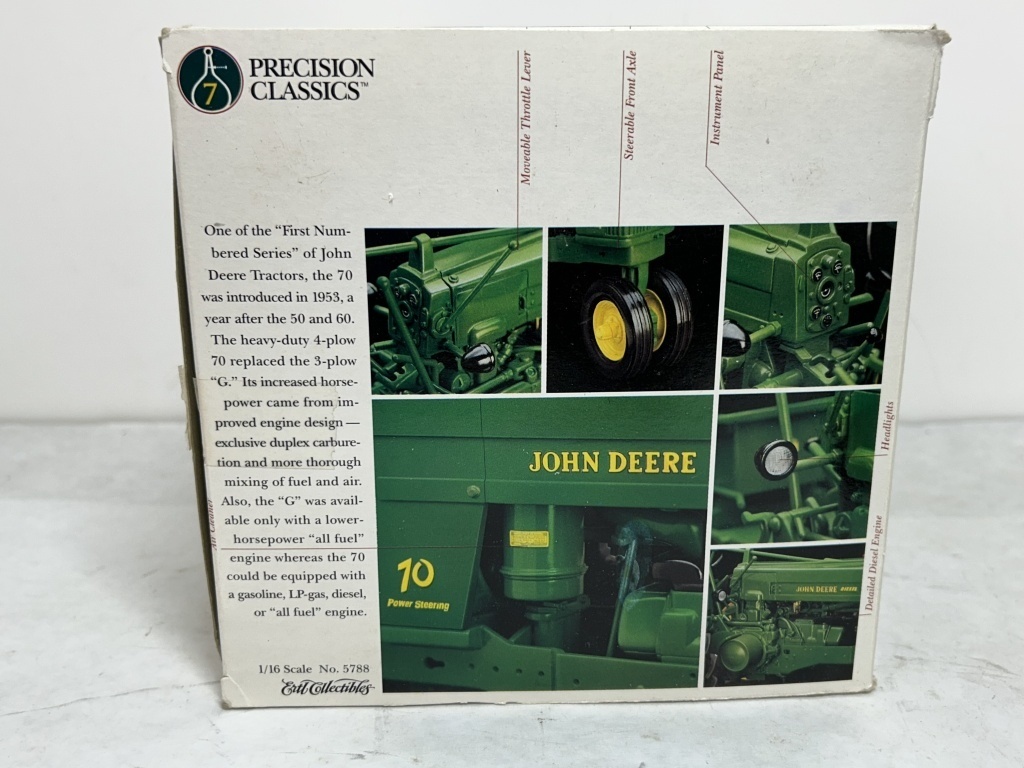 7
PRECISION
CLASSICS™
Moveable Throttle Lever
Steerable Front Axle
Instrument Panel
One of the “First Num-
bered Series” of John
Deere Tractors, the 70
was introduced in 1953, a
year after the 50 and 60.
The heavy-duty 4-plow
70 replaced the 3-plow
“G.” Its increased horse-
power came from im-
proved engine design —
exclusive duplex carbure-
tion and more thorough
mixing of fuel and air.
Also, the “G” was avail-
able only with a lower-
horsepower “all fuel”
engine whereas the 70
could be equipped with
a gasoline, LP-gas, diesel,
or “all fuel” engine.
Air Cleaner
JOHN DEERE
70
Power Steering
Headlights
JOHN DEERE DIESEL
Detailed Diesel Engine
1/16 Scale No. 5788
Ertl Collectibles